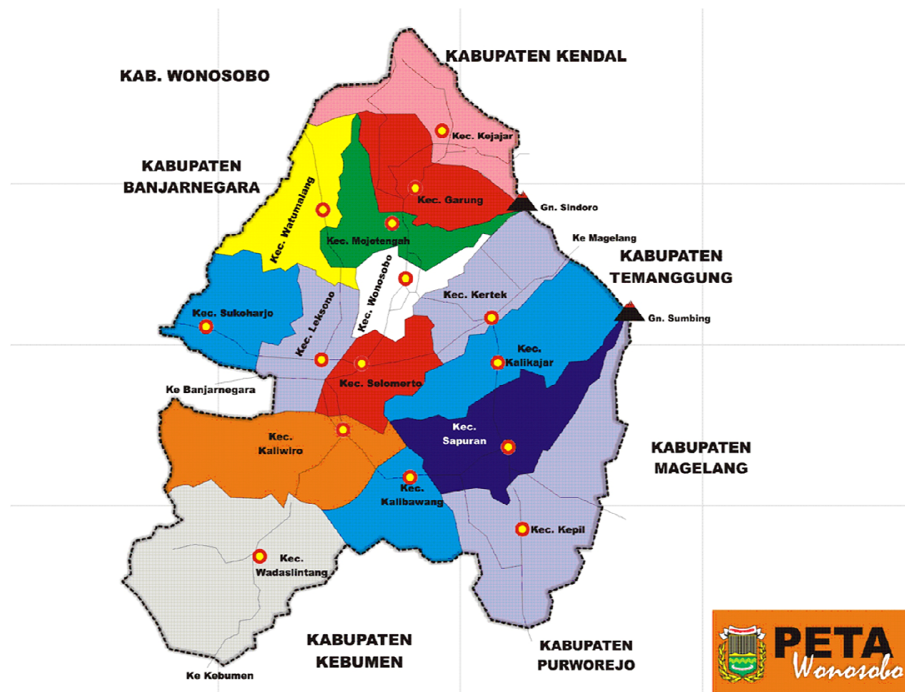 KABUPATEN KENDAL
KAB. WONOSOBO
Kec. Kejajar
KABUPATEN
BANJARNEGARA
Kec. Watumalang
Kec. Garung
Gn. Sindoro
Kec. Mojotengah
Ke Magelang
KABUPATEN
TEMANGGUNG
Kec. Wonosobo
Kec. Kertek
Kec. Leksono
Kec. Sukoharjo
Gn. Sumbing
Kec.
Kalikajar
Ke Banjarnegara
Kec. Selomerto
Kec.
Sapuran
Kec.
Kaliwiro
KABUPATEN
MAGELANG
Kec.
Kalibawang
Kec. Kepil
Kec.
Wadaslintang
KABUPATEN
KEBUMEN
KABUPATEN
PURWOREJO
Ke Kebumen
PETA
Wonosobo